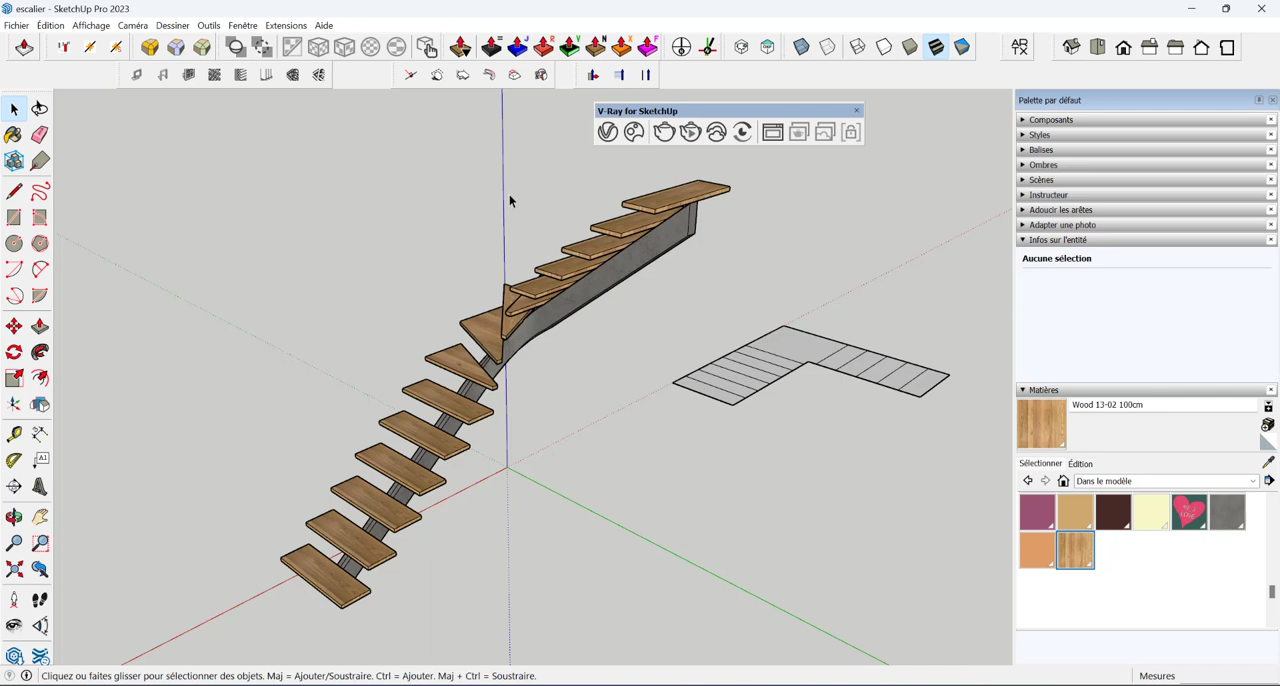 escalier - SketchUp Pro 2023
Fichier Édition Affichage Caméra Dessiner Outils Fenêtre Extensions Aide
V-Ray for SketchUp
Palette par défaut
Composants
Styles
Balises
Ombres
Scènes
Instructeur
Adoucir les arêtes
Adapter une photo
Infos sur l'entité
Aucune sélection
Matières
Wood 13-02 100cm
Sélectionner Édition
Dans le modèle
Cliquez ou faites glisser pour sélectionner des objets. Maj = Ajouter/Soustraire. Ctrl = Ajouter. Maj + Ctrl = Soustraire.
Mesures